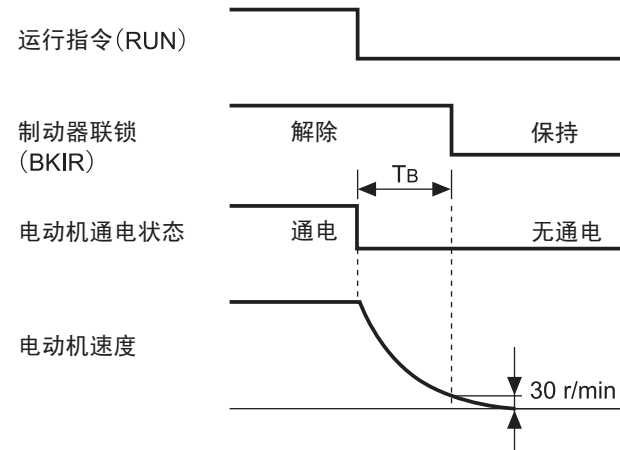 运行指令(RUN)
制动器联锁
(BKIR)
解除
保持
TB
电动机通电状态
通电
无通电
电动机速度
30 r/min